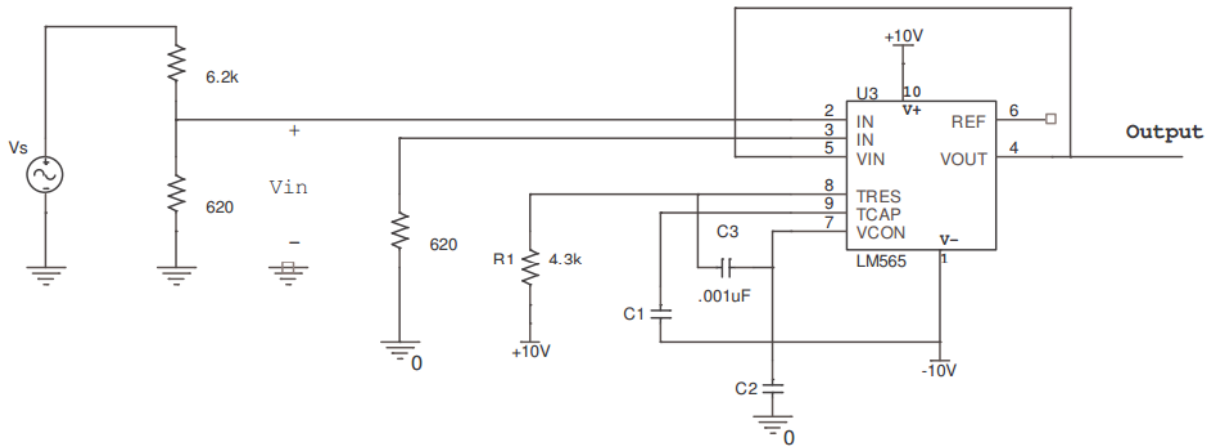 +10V
6.2k
U3
10
V+
2
IN
REF
6
3
IN
5
VIN
VOUT
4
Output
Vs
+
Vin
620
−
8
TRES
9
TCAP
7
VCON
V−
1
LM565
C3
620
R1
4.3k
.001uF
C1
0
+10V
-10V
C2
0